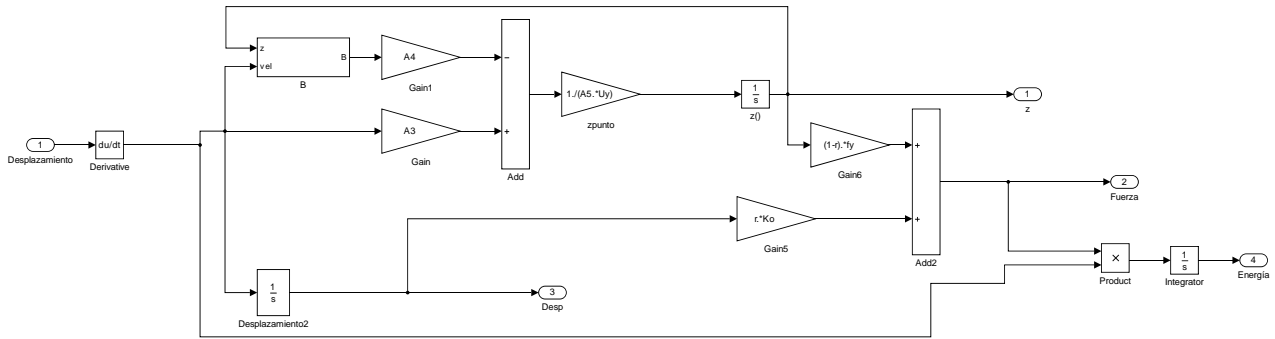 z
vel
B
B
A4
Gain1
−
+
Add
1./(A5.*Uy)
zpunto
1
s
z()
1
z
1
Desplazamiento
du/dt
Derivative
A3
Gain
(1-r).*fy
Gain6
+
+
Add2
2
Fuerza
r.*Ko
Gain5
1
s
Desplazamiento2
3
Desp
×
Product
1
s
Integrator
4
Energía